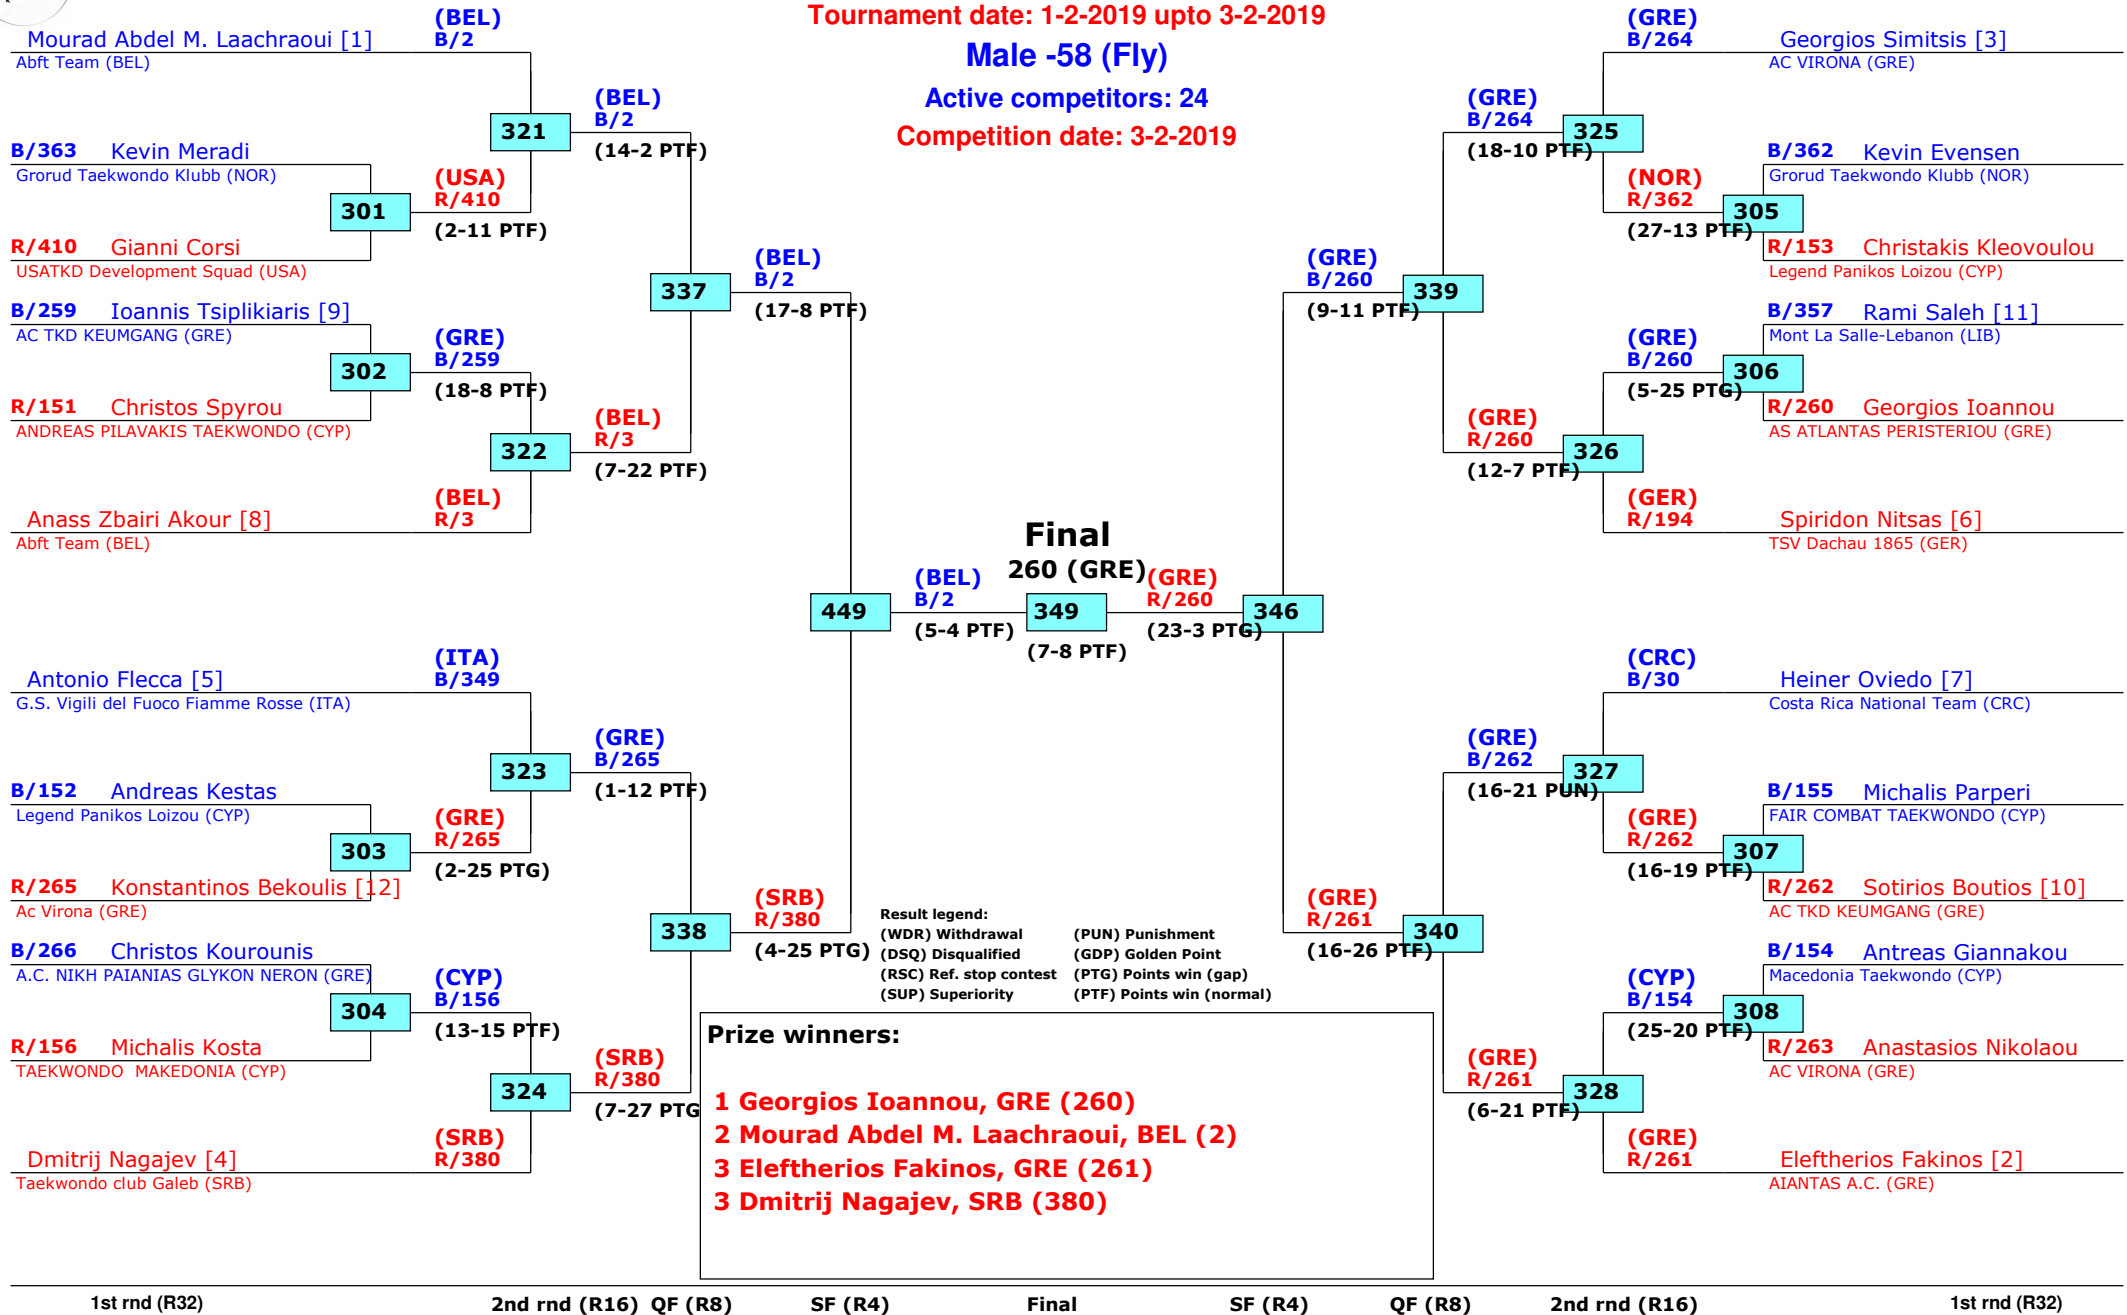 Tournament date: 1-2-2019 upto 3-2-2019
Male -58 (Fly)
Active competitors: 24
Competition date: 3-2-2019
Mourad Abdel M. Laachraoui [1]
Abft Team (BEL)
(BEL)
B/2
B/363 Kevin Meradi
Grorud Taekwondo Klubb (NOR)
301
R/410 Gianni Corsi
USATKD Development Squad (USA)
(USA)
R/410
(2-11 PTF)
321
(BEL)
B/2
(14-2 PTF)
B/259 Ioannis Tsiplikiaris [9]
AC TKD KEUMGANG (GRE)
302
R/151 Christos Spyrou
ANDREAS PILAVAKIS TAEKWONDO (CYP)
(GRE)
B/259
(18-8 PTF)
322
(BEL)
R/3
(7-22 PTF)
Anass Zbairi Akour [8]
Abft Team (BEL)
(BEL)
R/3
337
(BEL)
B/2
(17-8 PTF)
Antonio Flecca [5]
G.S. Vigili del Fuoco Fiamme Rosse (ITA)
(ITA)
B/349
B/152 Andreas Kestas
Legend Panikos Loizou (CYP)
303
R/265 Konstantinos Bekoulis [12]
Ac Virona (GRE)
(GRE)
R/265
(2-25 PTG)
323
(GRE)
B/265
(1-12 PTF)
B/266 Christos Kourounis
A.C. NIKH PAIANIAS GLYKON NERON (GRE)
304
R/156 Michalis Kosta
TAEKWONDO MAKEDONIA (CYP)
(CYP)
B/156
(13-15 PTF)
324
(SRB)
R/380
(7-27 PTG
Dmitrij Nagajev [4]
Taekwondo club Galeb (SRB)
(SRB)
R/380
338
(SRB)
R/380
(4-25 PTG)
449
(BEL)
B/2
(5-4 PTF)
Final
260 (GRE)
349
(7-8 PTF)
(GRE)
R/260
(23-3 PTG)
346
(GRE)
B/260
(9-11 PTF)
339
(GRE)
B/264
(18-10 PTF)
325
(GRE)
B/264
Georgios Simitsis [3]
AC VIRONA (GRE)
(NOR)
R/362
(27-13 PTF)
305
B/362 Kevin Evensen
Grorud Taekwondo Klubb (NOR)
R/153 Christakis Kleovoulou
Legend Panikos Loizou (CYP)
(GRE)
R/260
(12-7 PTF)
326
(GRE)
B/260
(5-25 PTG)
306
B/357 Rami Saleh [11]
Mont La Salle-Lebanon (LIB)
R/260 Georgios Ioannou
AS ATLANTAS PERISTERIOU (GRE)
(GER)
R/194
Spiridon Nitsas [6]
TSV Dachau 1865 (GER)
(GRE)
R/261
(16-26 PTF)
340
(GRE)
B/262
(16-21 PUN)
327
(CRC)
B/30
Heiner Oviedo [7]
Costa Rica National Team (CRC)
(GRE)
R/262
(16-19 PTF)
307
B/155 Michalis Parperi
FAIR COMBAT TAEKWONDO (CYP)
R/262 Sotirios Boutios [10]
AC TKD KEUMGANG (GRE)
(GRE)
R/261
(6-21 PTF)
328
(CYP)
B/154
(25-20 PTF)
308
B/154 Antreas Giannakou
Macedonia Taekwondo (CYP)
R/263 Anastasios Nikolaou
AC VIRONA (GRE)
(GRE)
R/261
Eleftherios Fakinos [2]
AIANTAS A.C. (GRE)
Result legend:
(WDR) Withdrawal (PUN) Punishment
(DSQ) Disqualified (GDP) Golden Point
(RSC) Ref. stop contest (PTG) Points win (gap)
(SUP) Superiority (PTF) Points win (normal)
Prize winners:
1 Georgios Ioannou, GRE (260)
2 Mourad Abdel M. Laachraoui, BEL (2)
3 Eleftherios Fakinos, GRE (261)
3 Dmitrij Nagajev, SRB (380)
1st rnd (R32) 2nd rnd (R16) QF (R8) SF (R4) Final SF (R4) QF (R8) 2nd rnd (R16) 1st rnd (R32)